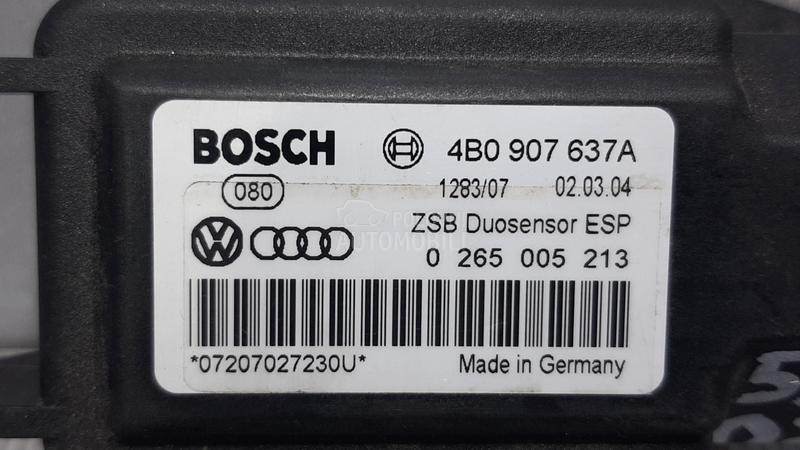 BOSCH 4B0 907 637A
080 1283/07 02.03.04
ZSB Duosensor ESP
0 265 005 213
*07207027230U* Made in Germany